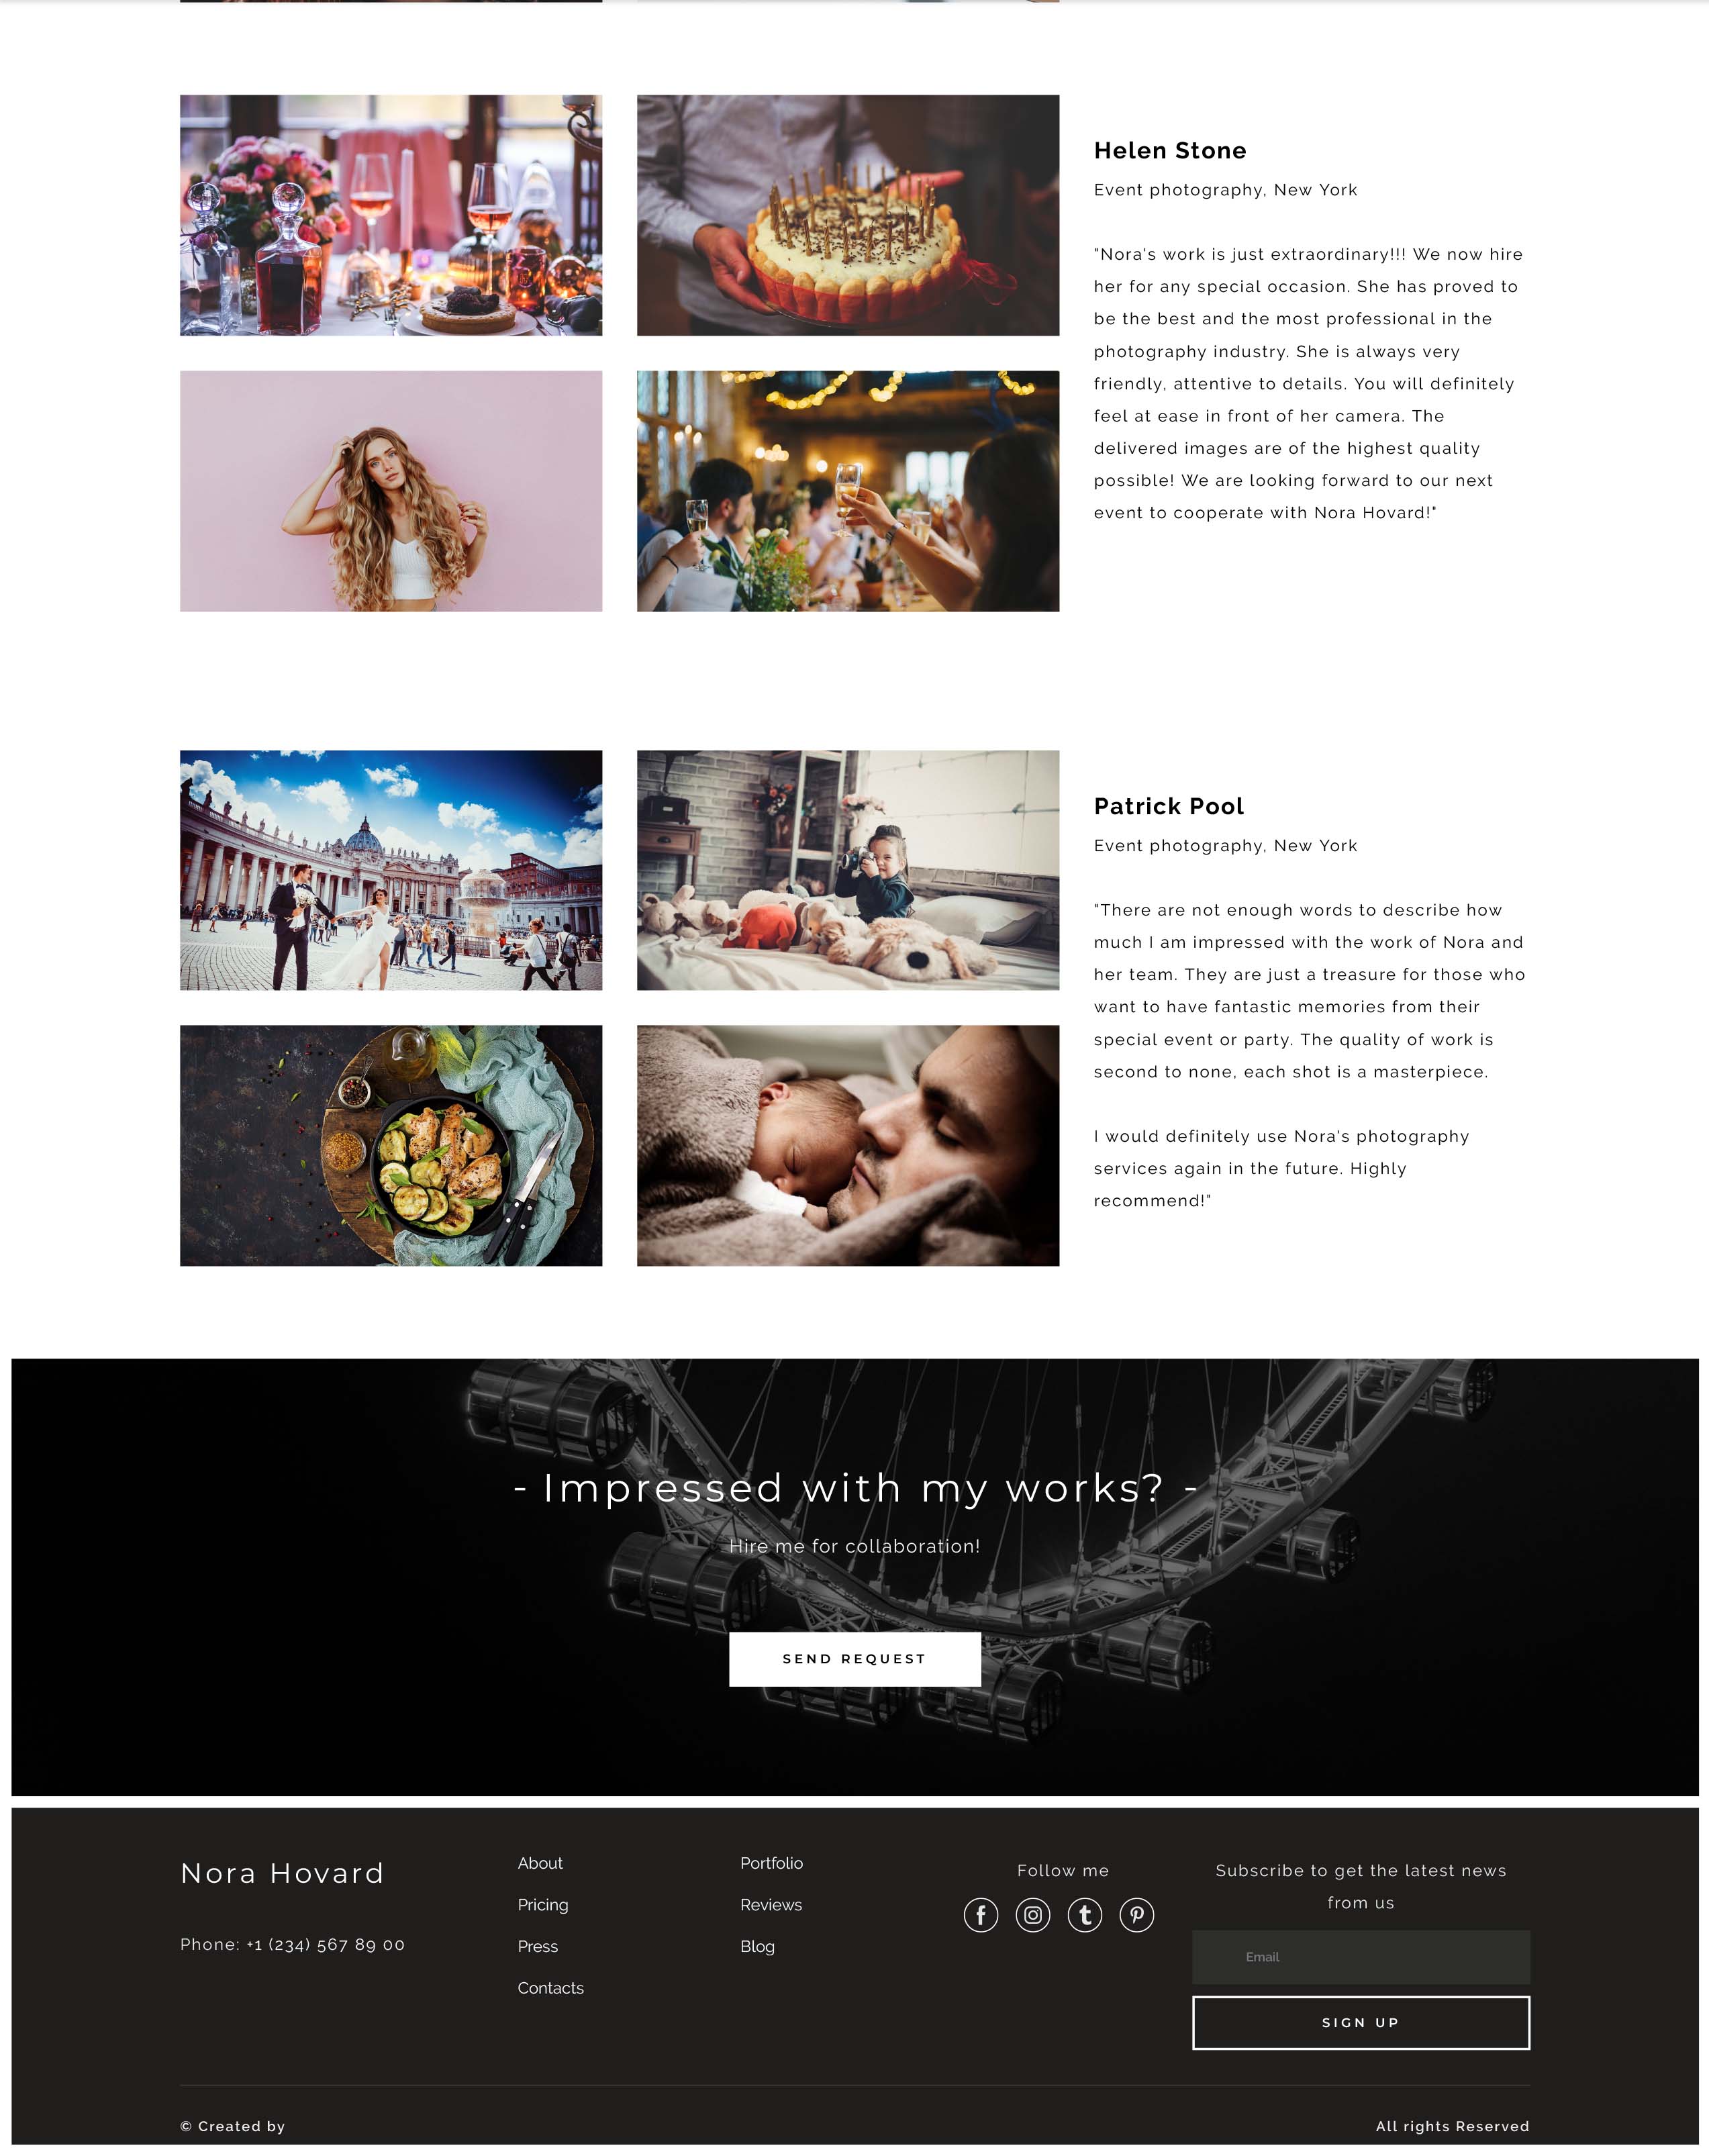 Helen Stone
Event photography, New York
"Nora's work is just extraordinary!!! We now hire
her for any special occasion. She has proved to
be the best and the most professional in the
photography industry. She is always very
friendly, attentive to details. You will definitely
feel at ease in front of her camera. The
delivered images are of the highest quality
possible! We are looking forward to our next
event to cooperate with Nora Hovard!"
Patrick Pool
Event photography, New York
"There are not enough words to describe how
much I am impressed with the work of Nora and
her team. They are just a treasure for those who
want to have fantastic memories from their
special event or party. The quality of work is
second to none, each shot is a masterpiece.
I would definitely use Nora's photography
services again in the future. Highly
recommend!"
- Impressed with my works? -
Hire me for collaboration!
SEND REQUEST
Nora Hovard
Phone: +1 (234) 567 89 00
About
Pricing
Press
Contacts
Portfolio
Reviews
Blog
Follow me
Subscribe to get the latest news
from us
Email
SIGN UP
© Created by
All rights Reserved